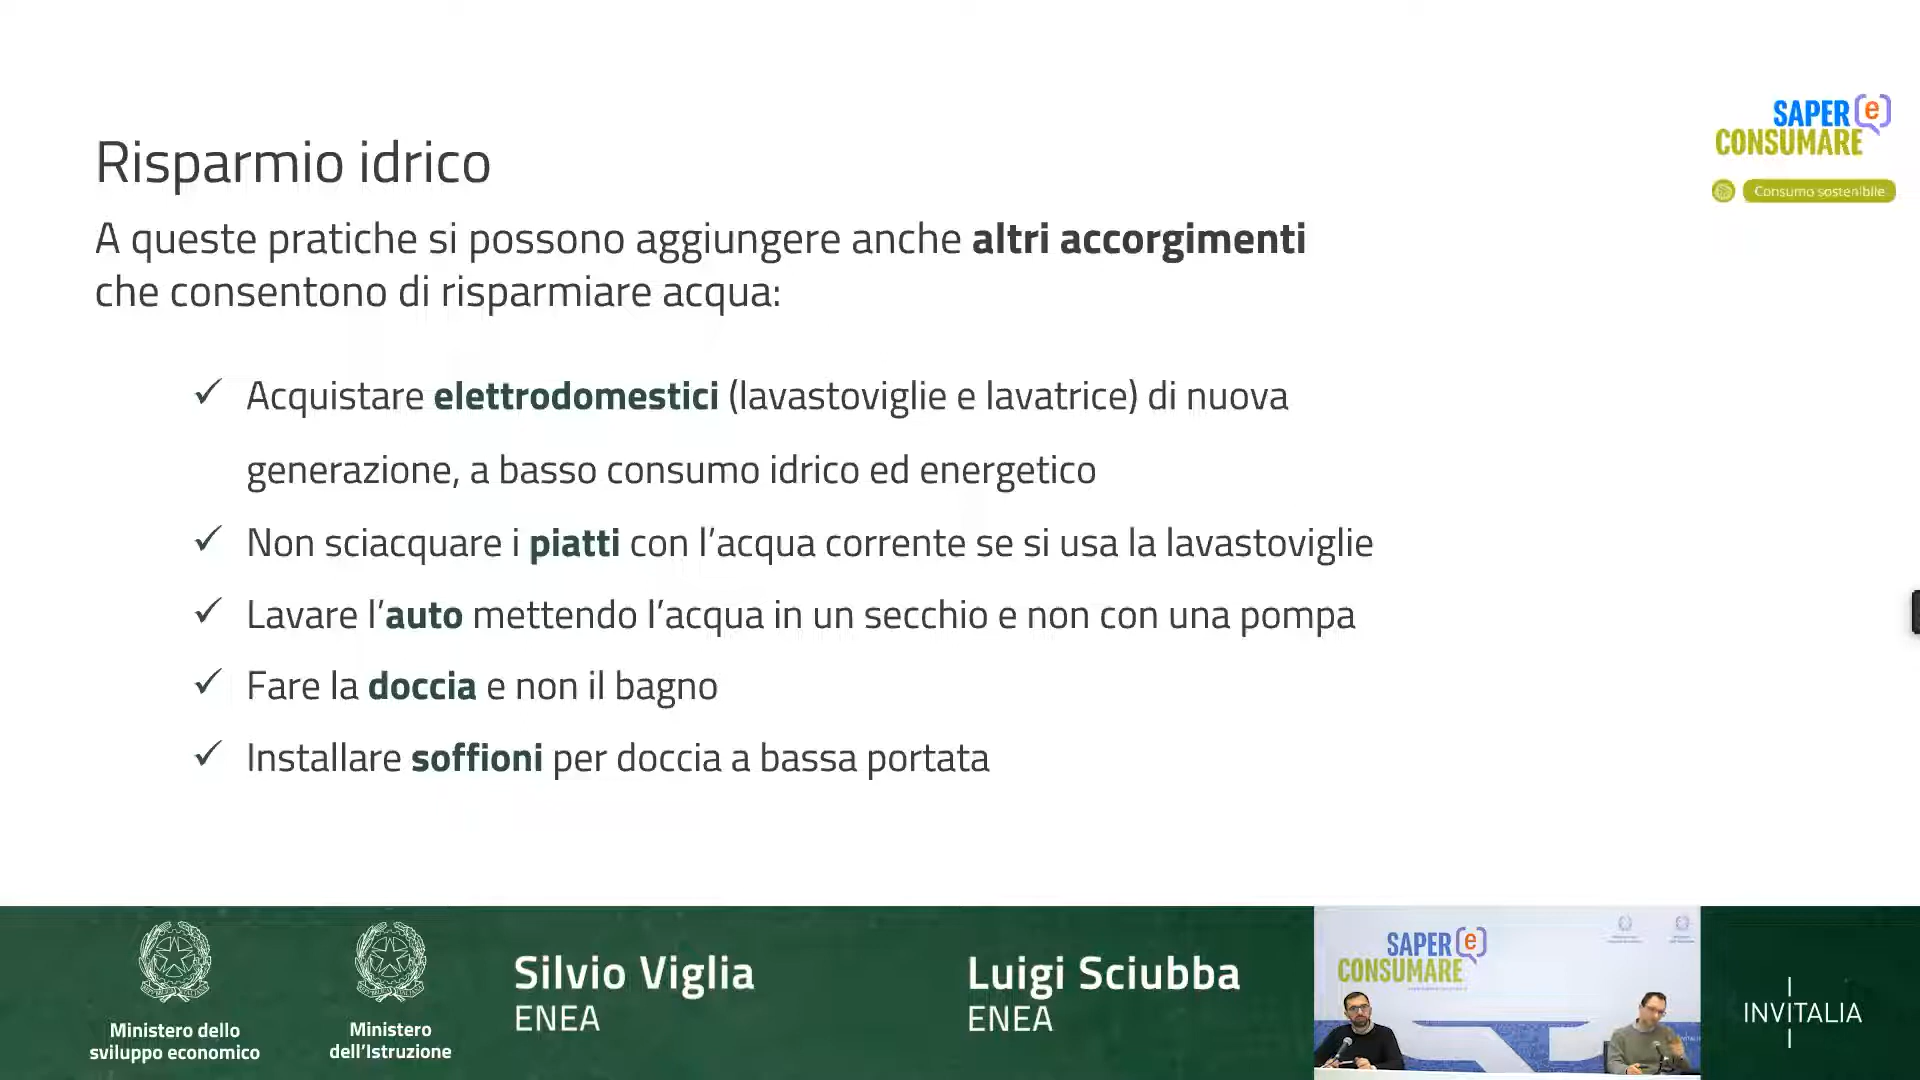 SAPER(e)
CONSUMARE
Consumo sostenibile
Risparmio idrico
A queste pratiche si possono aggiungere anche altri accorgimenti
che consentono di risparmiare acqua:
✓ Acquistare elettrodomestici (lavastoviglie e lavatrice) di nuova
generazione, a basso consumo idrico ed energetico
✓ Non sciacquare i piatti con l’acqua corrente se si usa la lavastoviglie
✓ Lavare l’auto mettendo l’acqua in un secchio e non con una pompa
✓ Fare la doccia e non il bagno
✓ Installare soffioni per doccia a bassa portata
Ministero dello
sviluppo economico
Ministero
dell’Istruzione
Silvio Viglia
ENEA
Luigi Sciubba
ENEA
SAPER(e)
CONSUMARE
INVITALIA